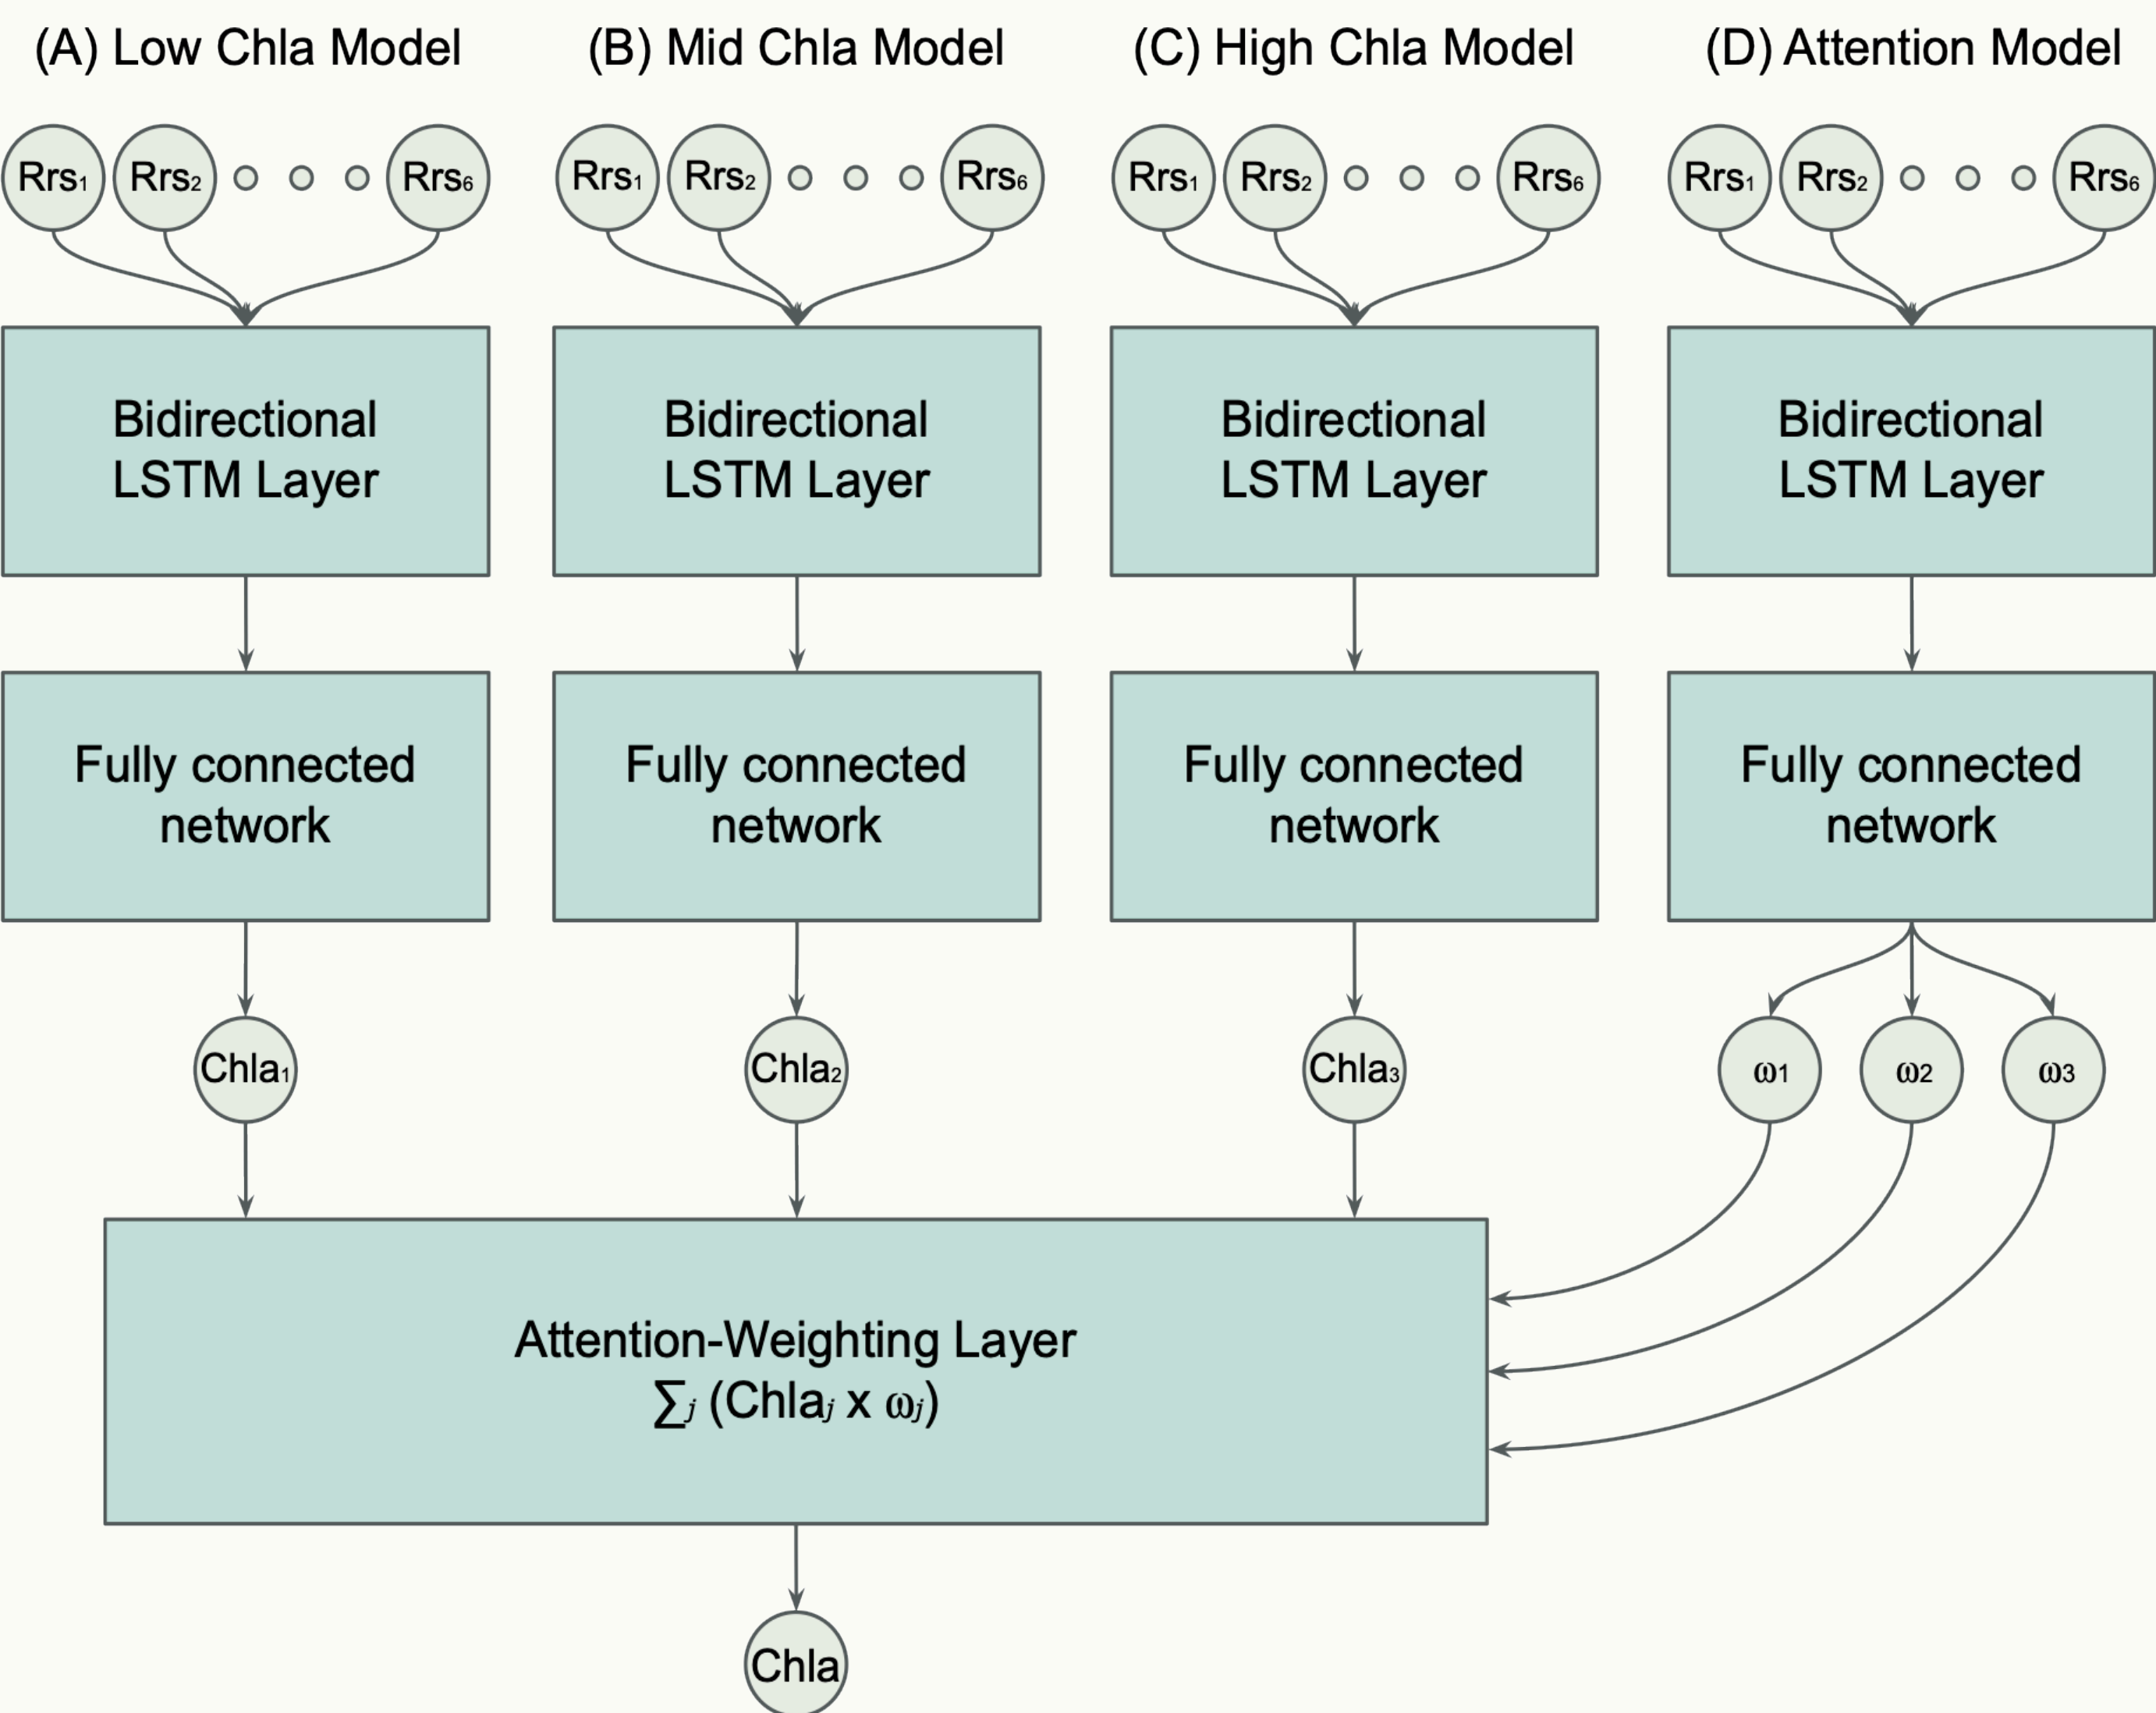 (A) Low Chla Model
(B) Mid Chla Model
(C) High Chla Model
(D) Attention Model
Rrs₁ Rrs₂ Rrs₆
Rrs₁ Rrs₂ Rrs₆
Rrs₁ Rrs₂ Rrs₆
Rrs₁ Rrs₂ Rrs₆
Bidirectional
LSTM Layer
Bidirectional
LSTM Layer
Bidirectional
LSTM Layer
Bidirectional
LSTM Layer
Fully connected
network
Fully connected
network
Fully connected
network
Fully connected
network
Chla₁
Chla₂
Chla₃
ω1
ω2
ω3
Attention-Weighting Layer
∑ⱼ (Chlaⱼ x ωⱼ)
Chla